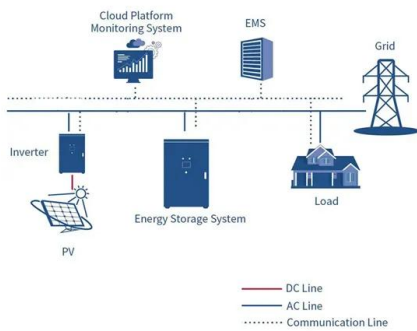 Cloud Platform
Monitoring System
EMS
Grid
Inverter
Energy Storage System
Load
PV
DC Line
AC Line
Communication Line